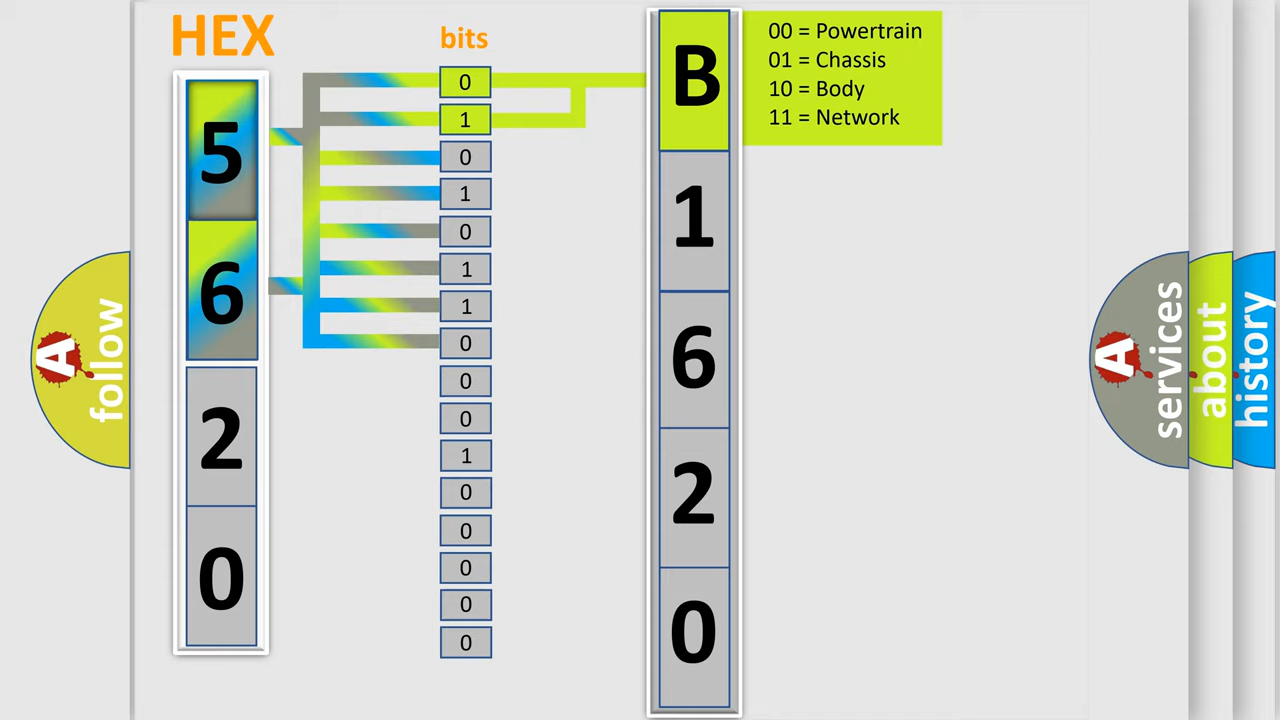 HEX
bits
5
6
2
0
0
1
0
1
0
1
1
0
0
0
1
0
0
0
0
0
B
1
6
2
0
00 = Powertrain
01 = Chassis
10 = Body
11 = Network
A
follow
A
services
about
history